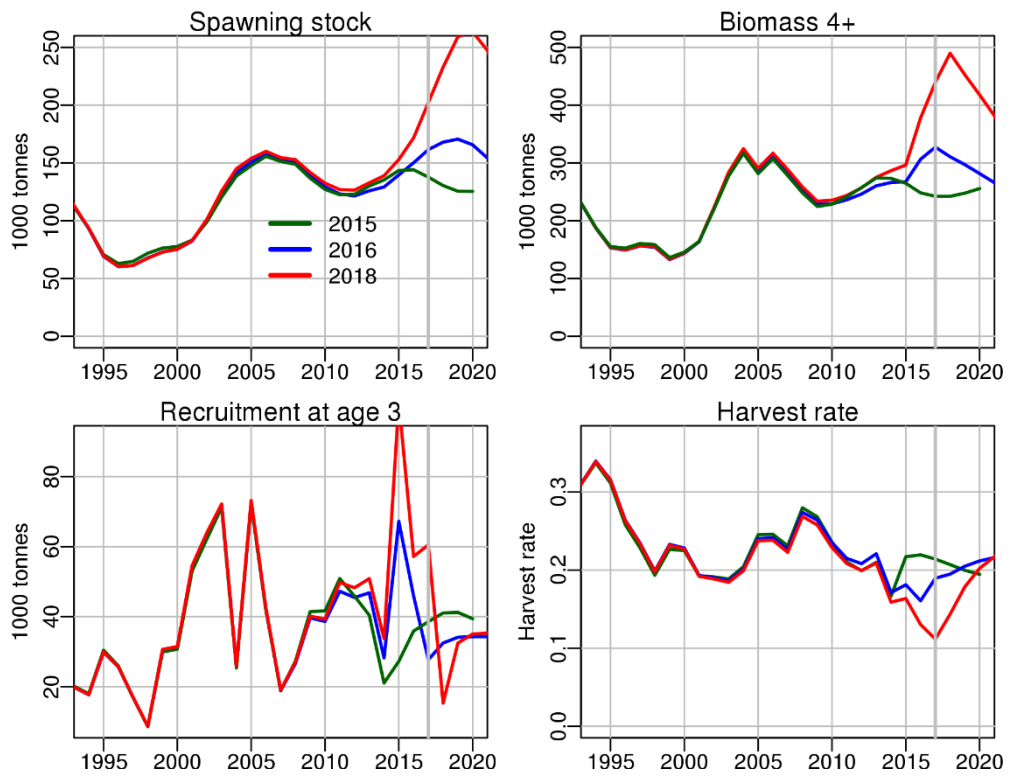 Spawning stock
1000 tonnes
250
200
150
100
50
0
2015
2016
2018
1995 2000 2005 2010 2015 2020
Biomass 4+
1000 tonnes
500
400
300
200
100
0
1995 2000 2005 2010 2015 2020
Recruitment at age 3
1000 tonnes
80
60
40
20
1995 2000 2005 2010 2015 2020
Harvest rate
Harvest rate
0.3
0.2
0.1
0.0
1995 2000 2005 2010 2015 2020